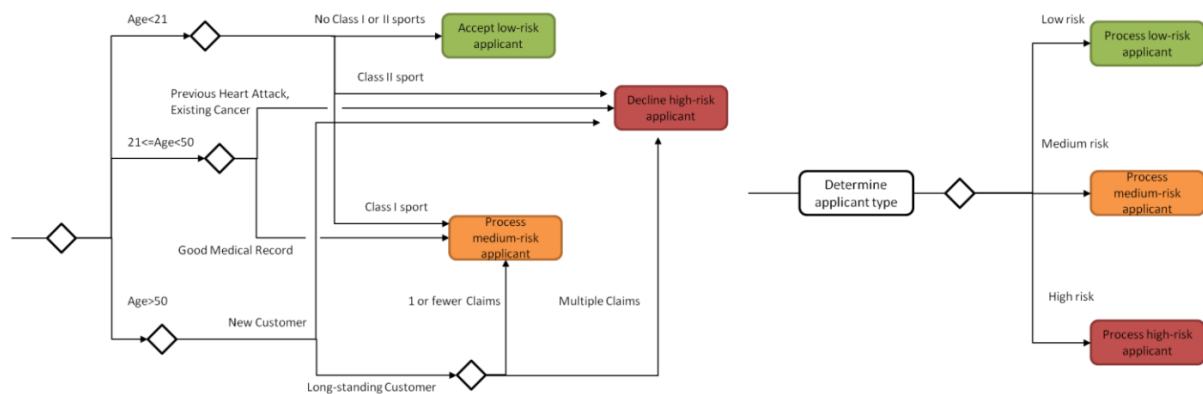 Age<21
No Class I or II sports
Accept low-risk
applicant
Class II sport
Previous Heart Attack,
Existing Cancer
Decline high-risk
applicant
21<=Age<50
Class I sport
Process
medium-risk
applicant
Good Medical Record
Age>50
1 or fewer Claims
Multiple Claims
New Customer
Long-standing Customer
Low risk
Process low-risk
applicant
Medium risk
Determine
applicant type
Process
medium-risk
applicant
High risk
Process high-risk
applicant